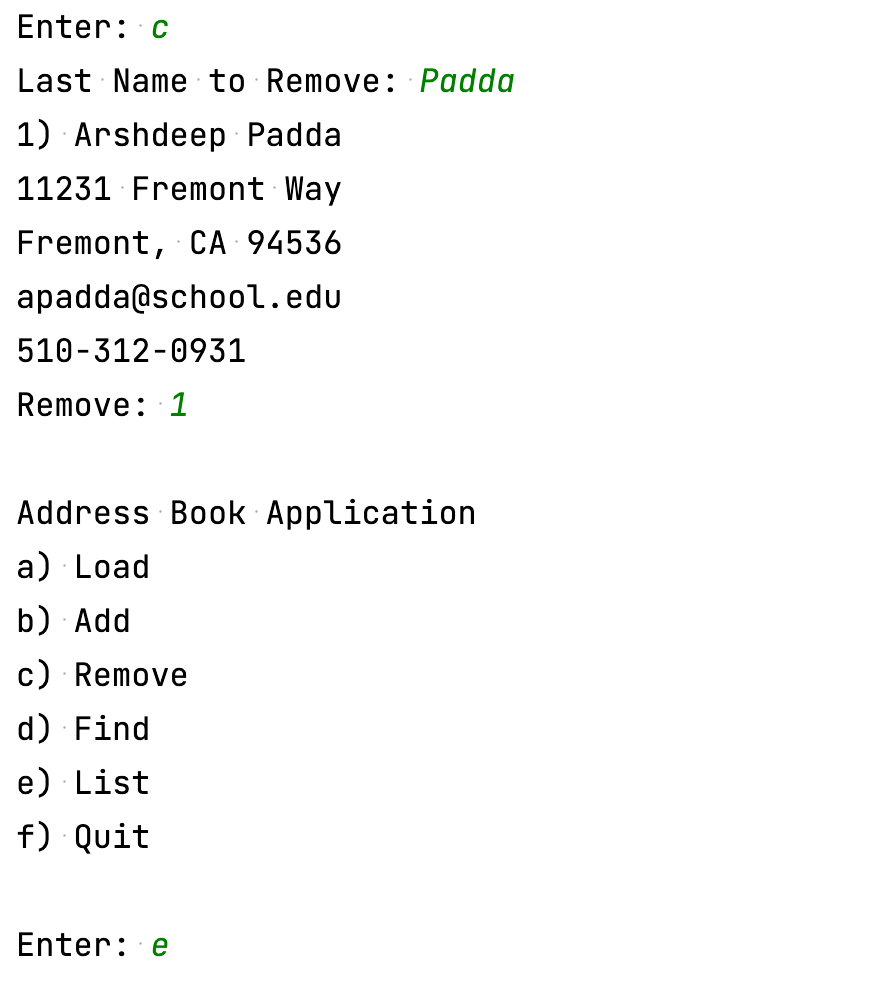 Enter: c
Last Name to Remove: Padda
1) Arshdeep Padda
11231 Fremont Way
Fremont, CA 94536
apadda@school.edu
510-312-0931
Remove: 1
Address Book Application
a) Load
b) Add
c) Remove
d) Find
e) List
f) Quit
Enter: e